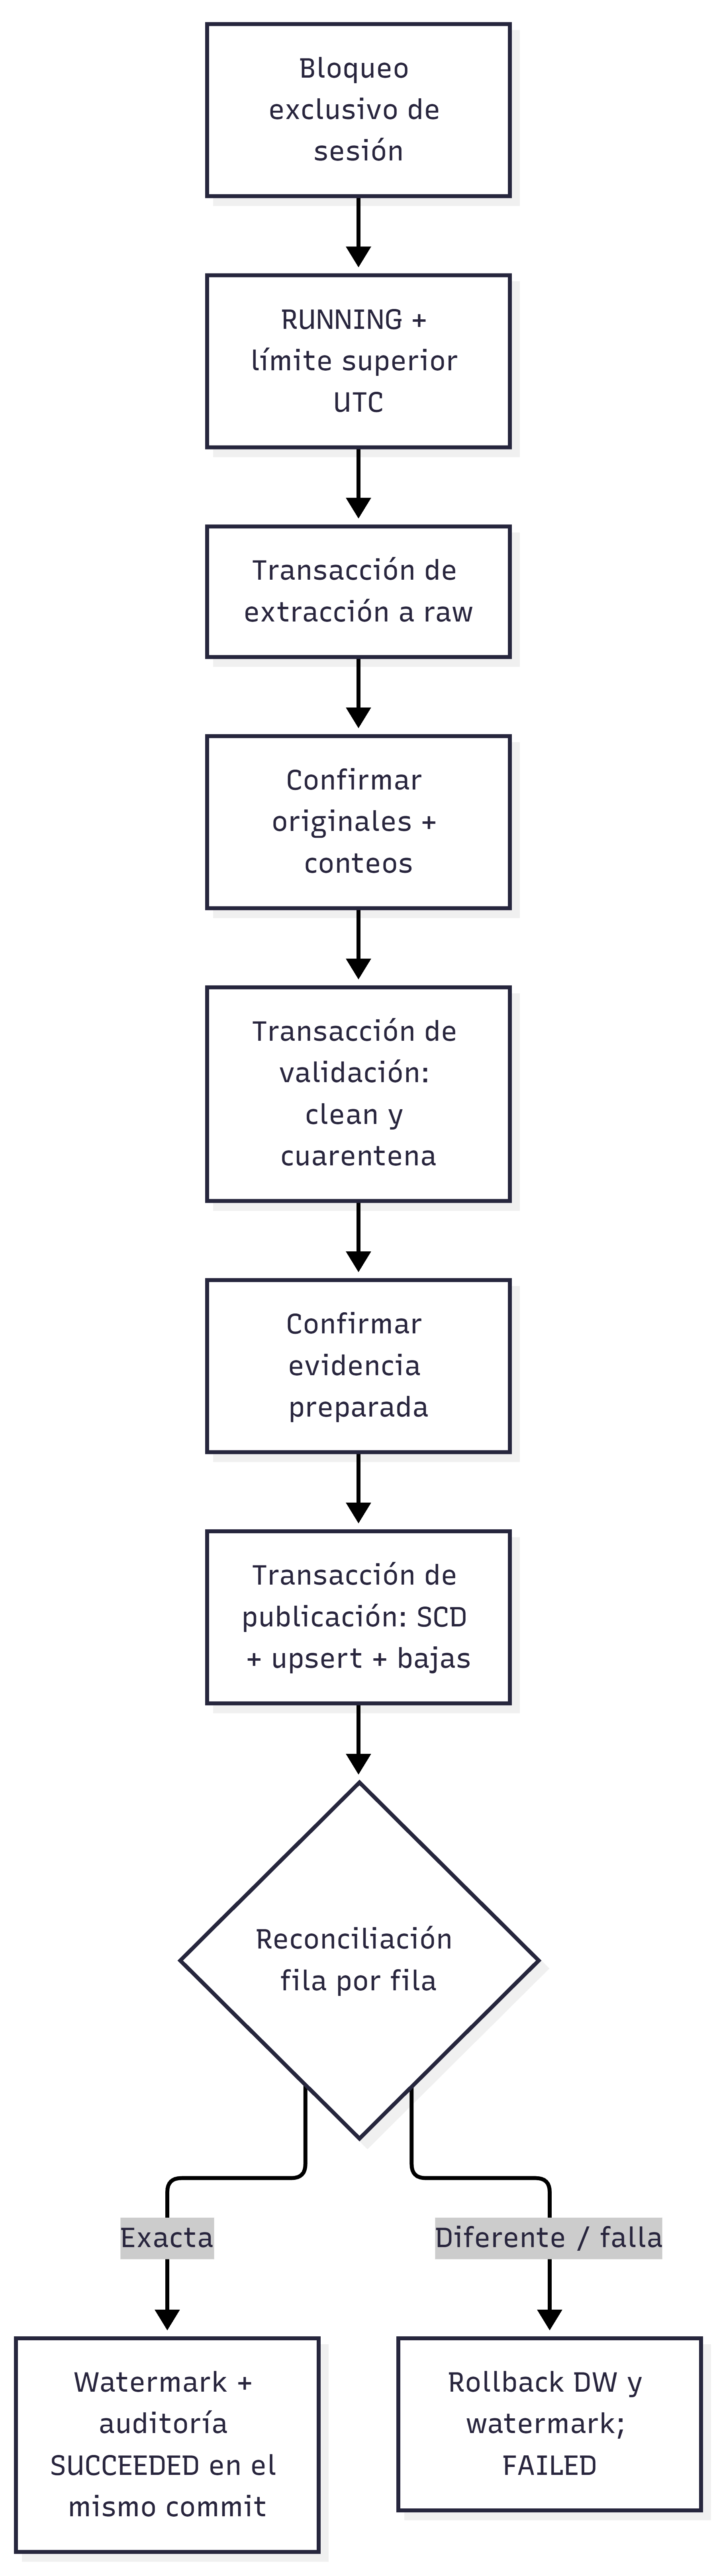 Bloqueo
exclusivo de
sesión
RUNNING +
límite superior
UTC
Transacción de
extracción a raw
Confirmar
originales +
conteos
Transacción de
validación:
clean y
cuarentena
Confirmar
evidencia
preparada
Transacción de
publicación: SCD
+ upsert + bajas
Reconciliación
fila por fila
Exacta
Diferente / falla
Watermark +
auditoría
SUCCEEDED en el
mismo commit
Rollback DW y
watermark;
FAILED